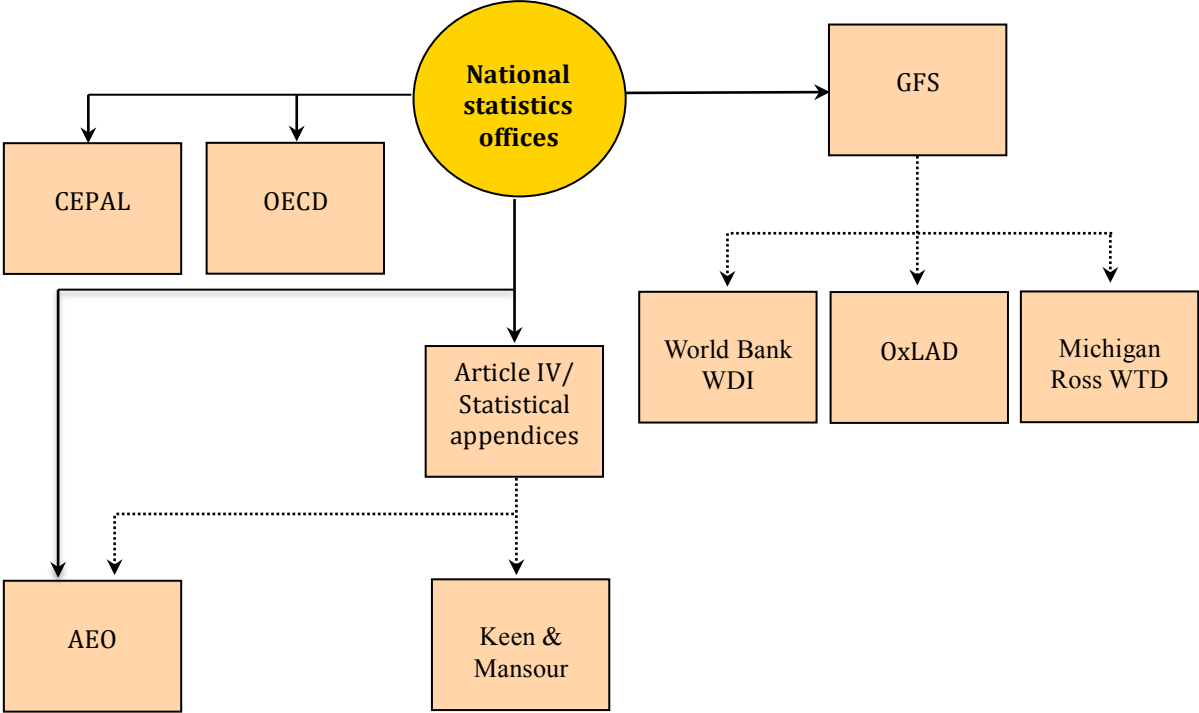 National
statistics
offices
GFS
CEPAL
OECD
World Bank
WDI
OxLAD
Michigan
Ross WTD
Article IV/
Statistical
appendices
AEO
Keen &
Mansour